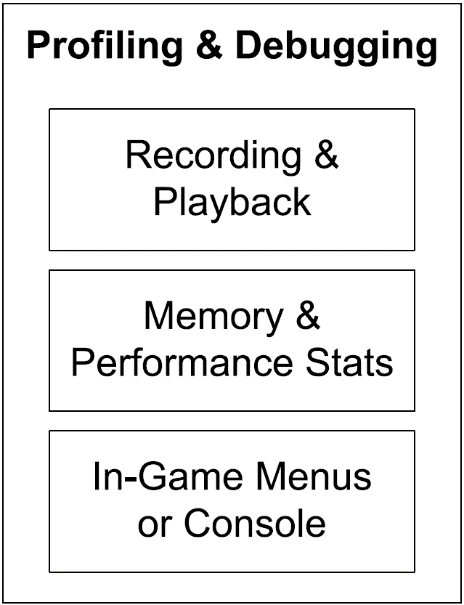 Profiling & Debugging
Recording &
Playback
Memory &
Performance Stats
In-Game Menus
or Console